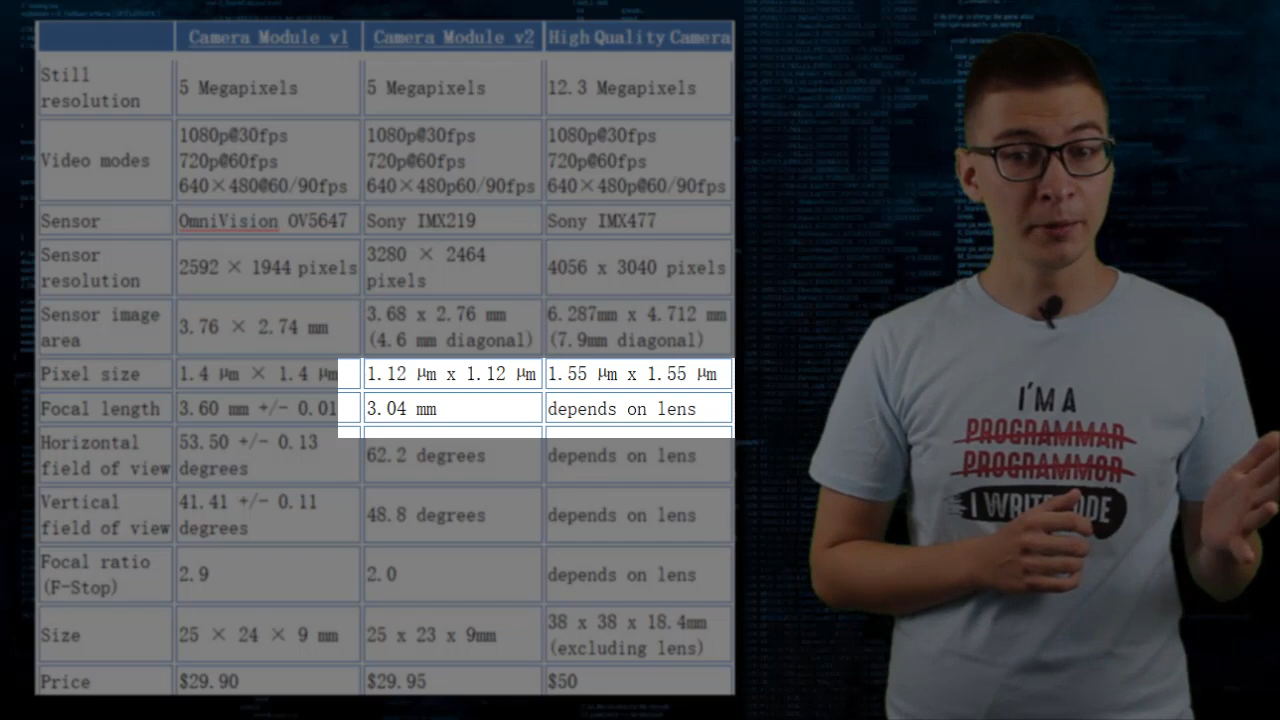 Camera Module v1 Camera Module v2 High Quality Camera
Still resolution 5 Megapixels 5 Megapixels 12.3 Megapixels
Video modes 1080p@30fps 720p@60fps 640×480@60/90fps 1080p@30fps 720p@60fps 640×480p60/90fps 1080p@30fps 720p@60fps 640×480p@60/90fps
Sensor OmniVision OV5647 Sony IMX219 Sony IMX477
Sensor resolution 2592 × 1944 pixels 3280 × 2464 pixels 4056 x 3040 pixels
Sensor image area 3.76 × 2.74 mm 3.68 x 2.76 mm (4.6 mm diagonal) 6.287mm x 4.712 mm (7.9mm diagonal)
Pixel size 1.4 µm × 1.4 µm 1.12 µm x 1.12 µm 1.55 µm x 1.55 µm
Focal length 3.60 mm +/- 0.01 3.04 mm depends on lens
Horizontal field of view 53.50 +/- 0.13 degrees 62.2 degrees depends on lens
Vertical field of view 41.41 +/- 0.11 degrees 48.8 degrees depends on lens
Focal ratio (F-Stop) 2.9 2.0 depends on lens
Size 25 × 24 × 9 mm 25 x 23 x 9mm 38 x 38 x 18.4mm (excluding lens)
Price $29.90 $29.95 $50
I'M A
PROGRAMMAR
PROGRAMMOR
I WRITE CODE